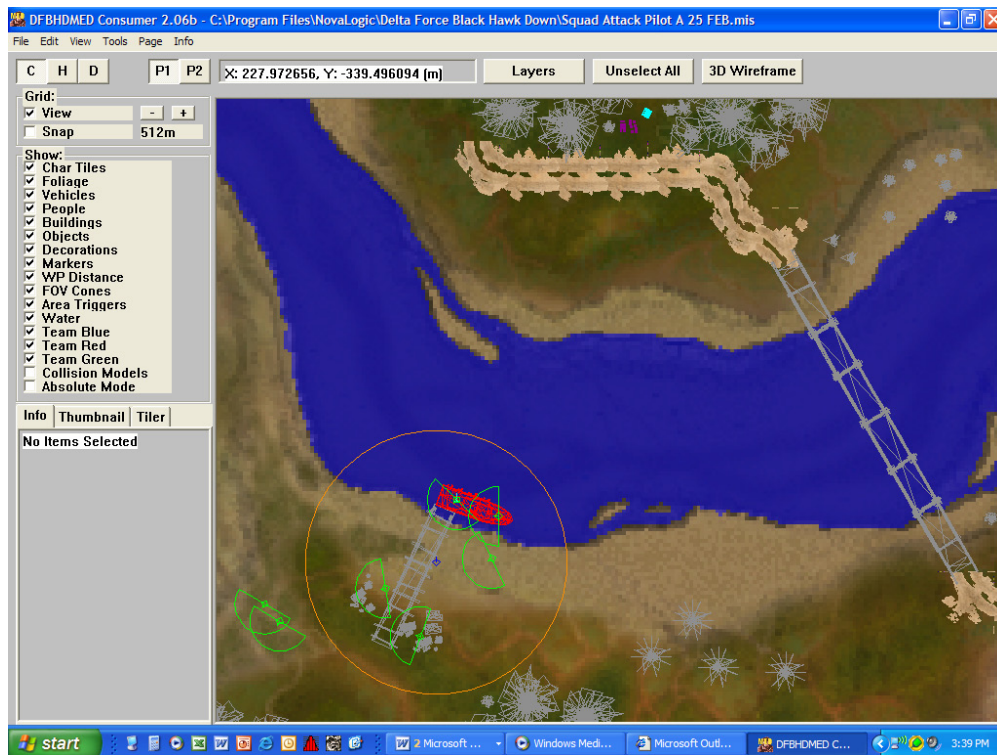 DFBHDMED Consumer 2.06b - C:\Program Files\NovaLogic\Delta Force Black Hawk Down\Squad Attack Pilot A 25 FEB.mis
File Edit View Tools Page Info
C H D P1 P2 X: 227.972656, Y: -339.496094 (m) Layers Unselect All 3D Wireframe
Grid:
View - +
Snap 512m
Show:
Char Tiles
Foliage
Vehicles
People
Buildings
Objects
Decorations
Markers
WP Distance
FOV Cones
Area Triggers
Water
Team Blue
Team Red
Team Green
Collision Models
Absolute Mode
Info Thumbnail Tiler
No Items Selected
start 2 Microsoft ... Windows Medi... Microsoft Outl... DFBHDMED C... 3:39 PM